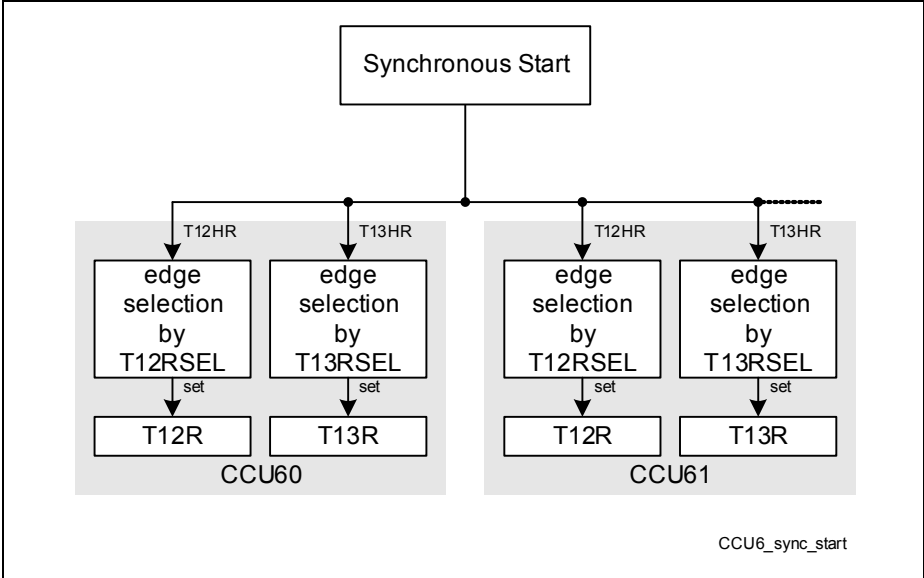 Synchronous Start
T12HR
T13HR
T12HR
T13HR
edge
selection
by
T12RSEL
edge
selection
by
T13RSEL
edge
selection
by
T12RSEL
edge
selection
by
T13RSEL
set
set
set
set
T12R
T13R
T12R
T13R
CCU60
CCU61
CCU6_sync_start